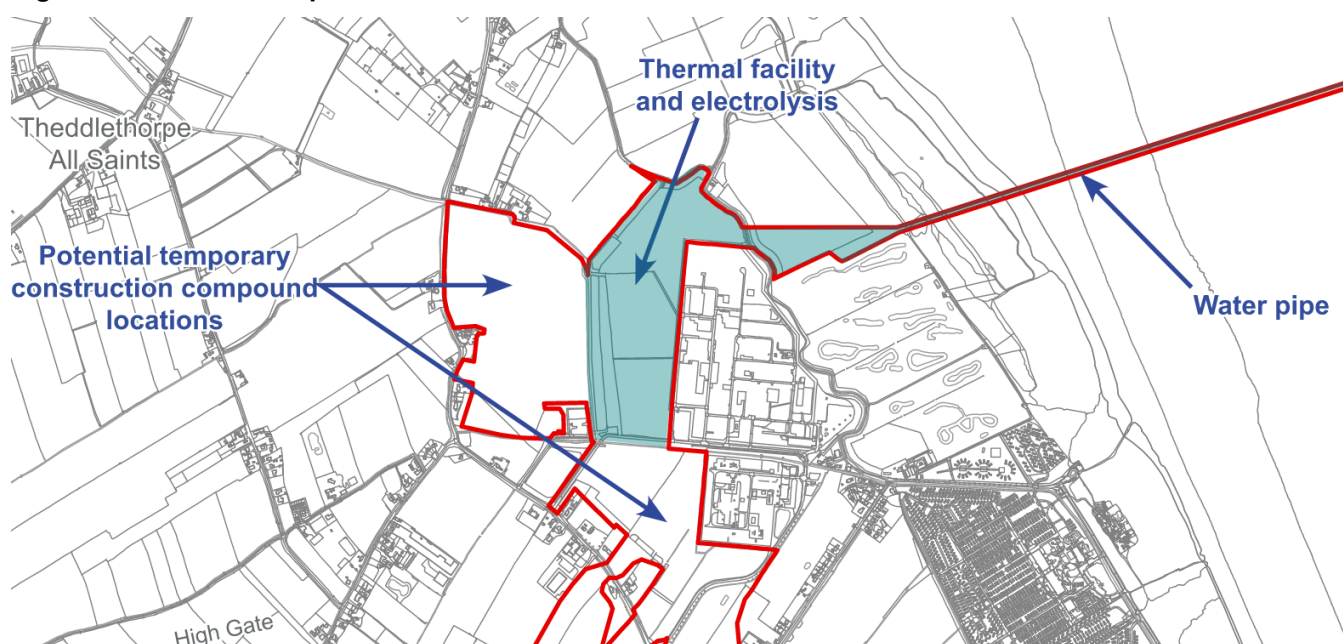 Thermal facility
and electrolysis
Theddlethorpe
All Saints
Potential temporary
construction compound
locations
Water pipe
High Gate